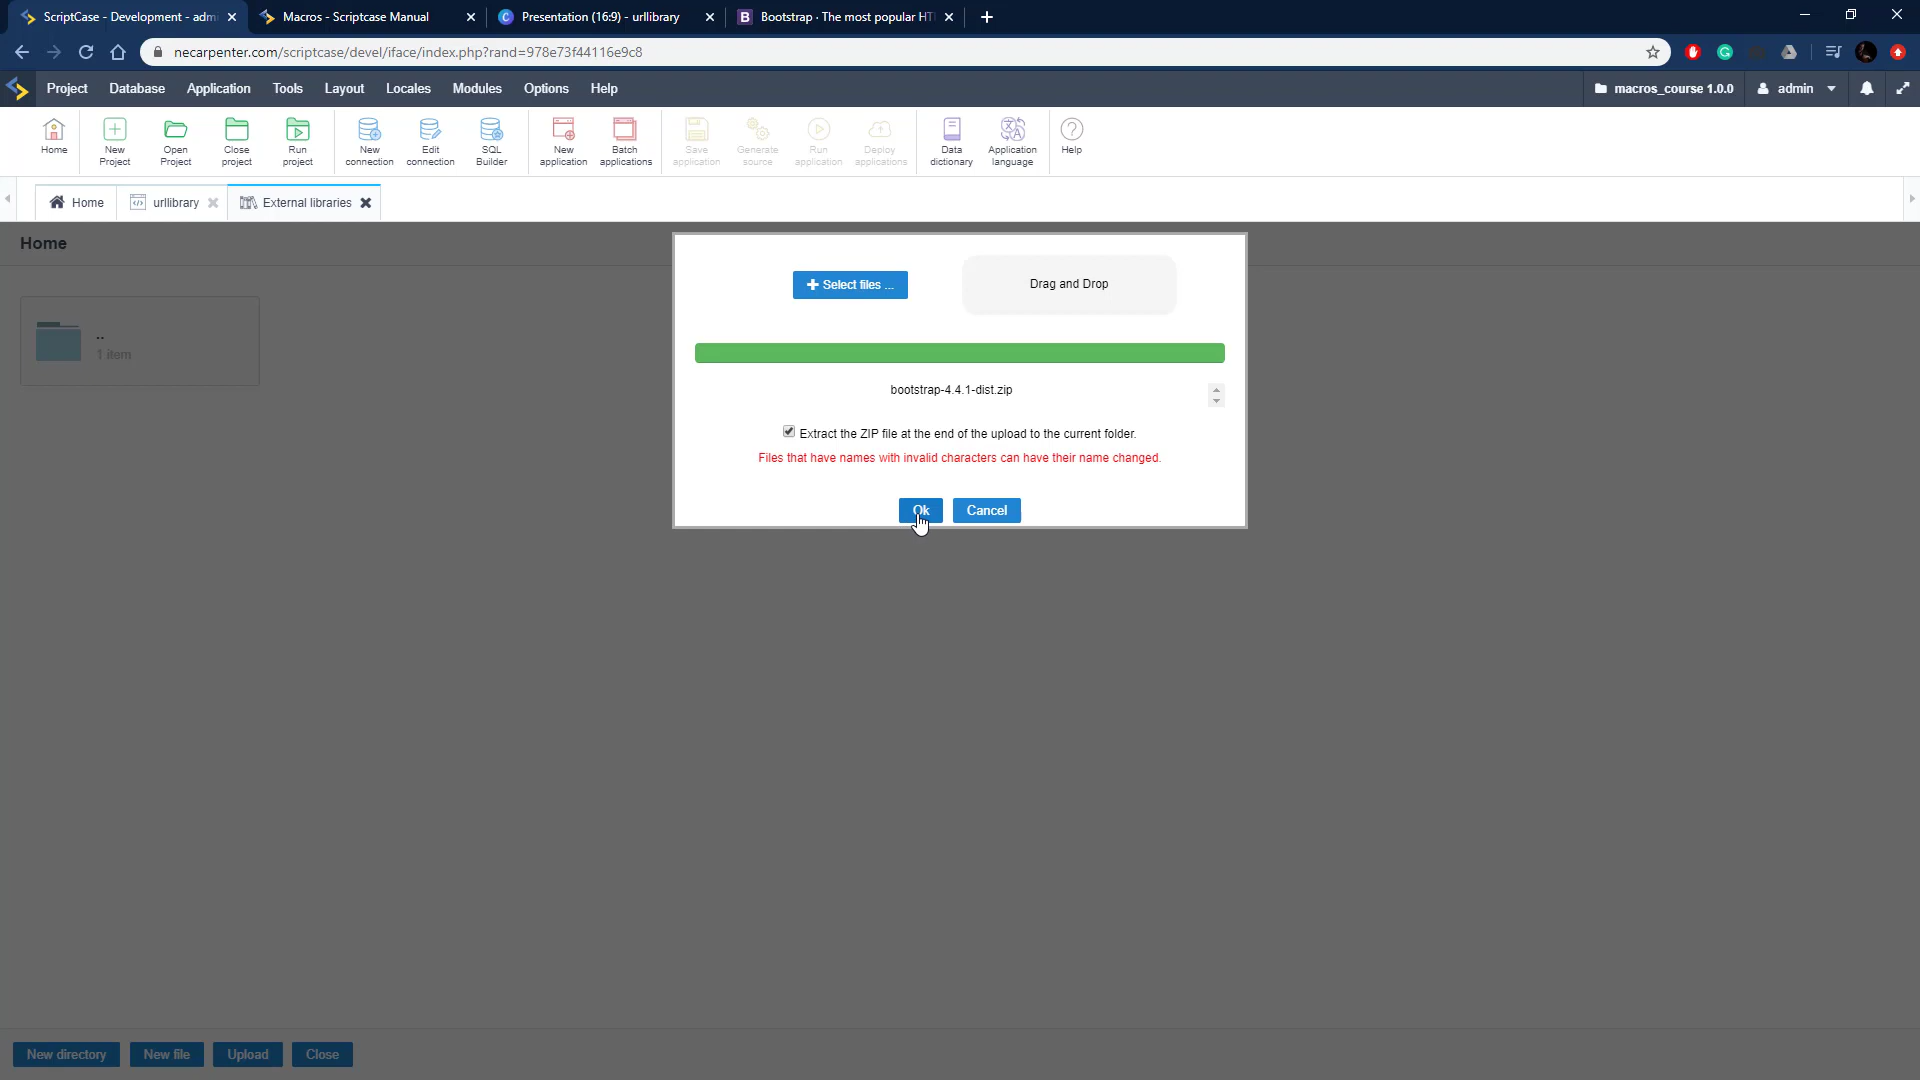 ScriptCase - Development - adm
Macros - Scriptcase Manual
Presentation (16:9) - urllibrary
Bootstrap · The most popular HT
necarpenter.com/scriptcase/devel/iface/index.php?rand=978e73f44116e9c8
Project Database Application Tools Layout Locales Modules Options Help
macros_course 1.0.0
admin
Home
New Project
Open Project
Close project
Run project
New connection
Edit connection
SQL Builder
New application
Batch applications
Save application
Generate source
Run application
Deploy applications
Data dictionary
Application language
Help
Home
urllibrary
External libraries
Home
..
1 item
Select files ...
Drag and Drop
bootstrap-4.4.1-dist.zip
Extract the ZIP file at the end of the upload to the current folder.
Files that have names with invalid characters can have their name changed.
Ok
Cancel
New directory
New file
Upload
Close